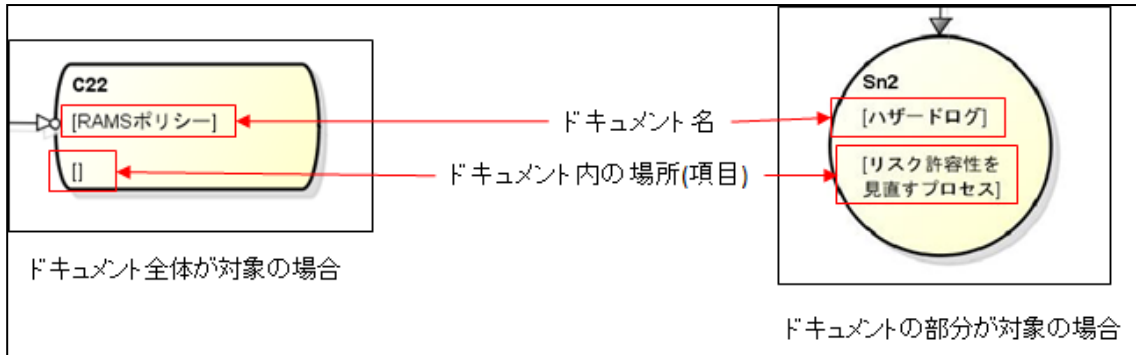 C22
[RAMSポリシー]
[]
ドキュメント全体が対象の場合
ドキュメント名
ドキュメント内の場所(項目)
Sn2
[ハザードログ]
[リスク許容性を
見直すプロセス]
ドキュメントの部分が対象の場合